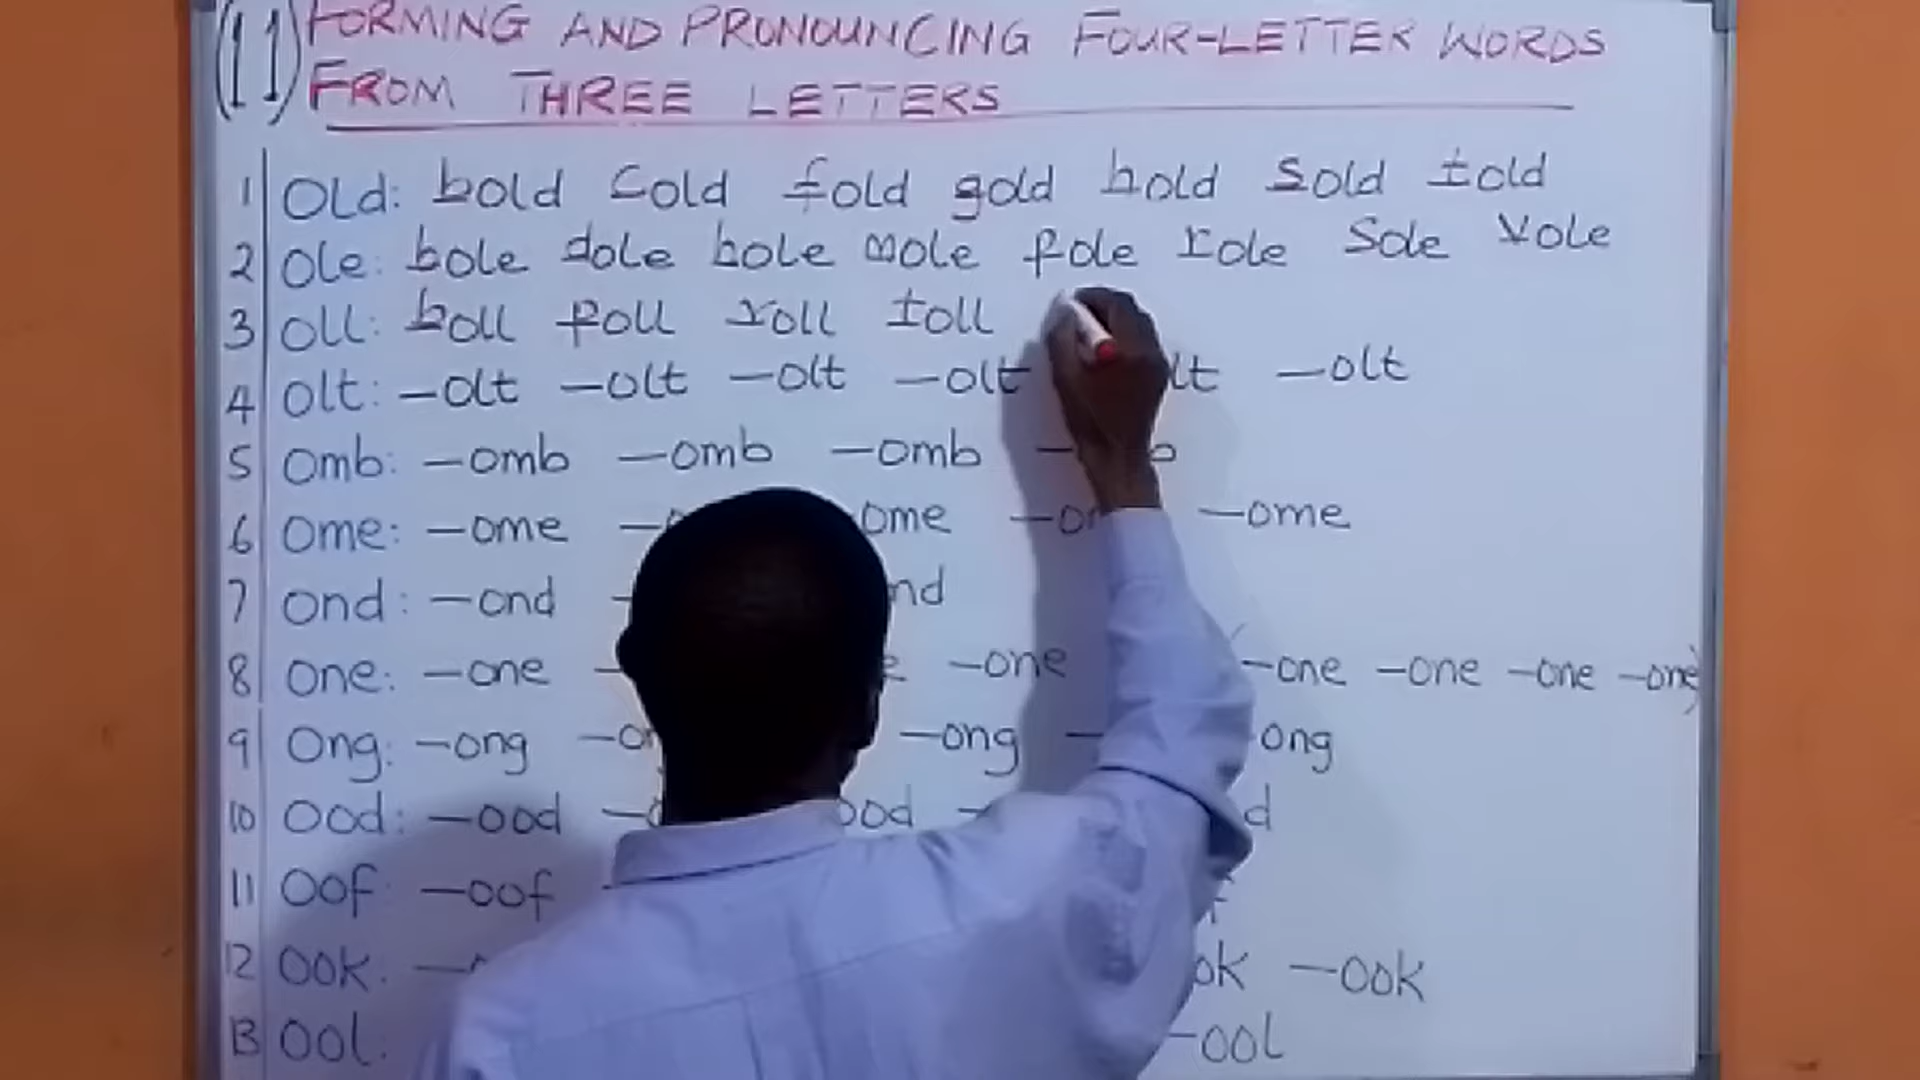 (11) FORMING AND PRONOUNCING FOUR-LETTER WORDS
FROM THREE LETTERS
1 Old: bold cold fold gold hold sold told
2 Ole: bole dole hole mole pole role Sole Vole
3 Oll: boll poll roll toll
4 Olt: –olt –olt –olt –olt lt –olt
5 Omb: –omb –omb –omb – b
6 Ome: –ome – ome –o –ome
7 Ond: –ond – nd
8 One: –one – e –one –one –one –one –one)
9 Ong: –ong –o –ong – ong
10 Ood: –ood – ood – d
11 Oof: –oof
12 OOK: – ok –OOK
13 OOl: –OOl